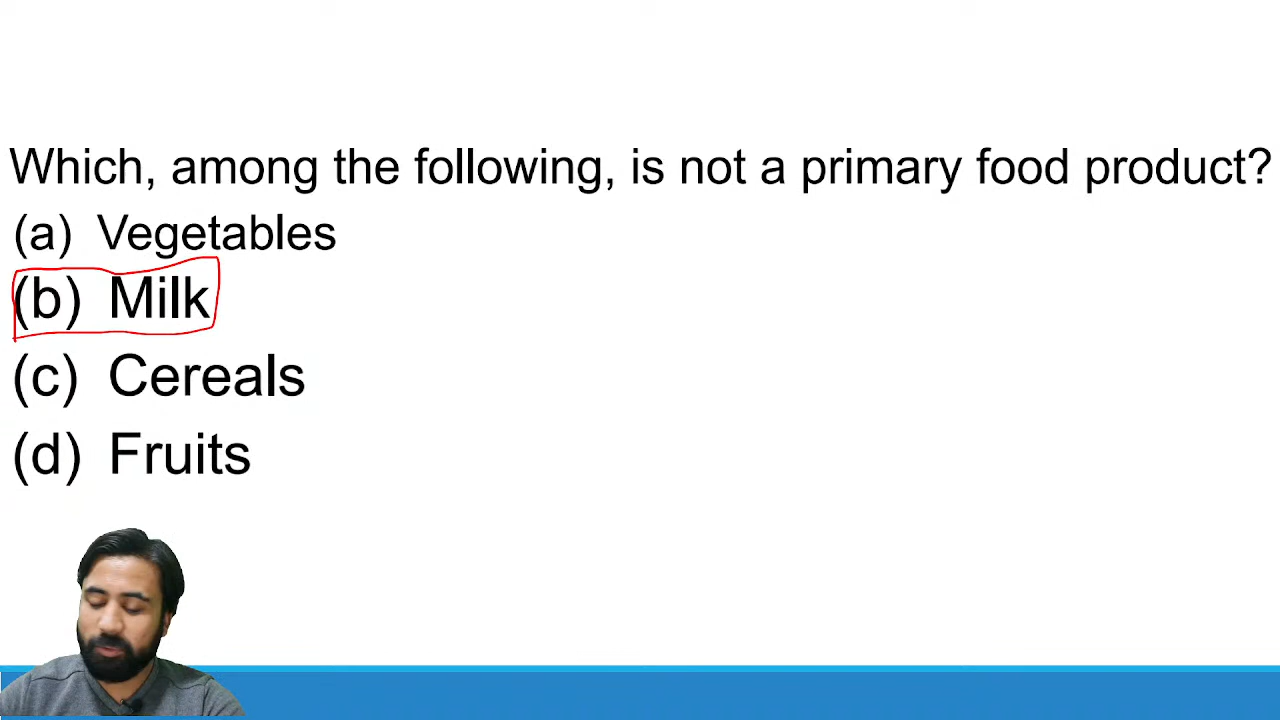 Which, among the following, is not a primary food product?
(a) Vegetables
(b) Milk
(c) Cereals
(d) Fruits